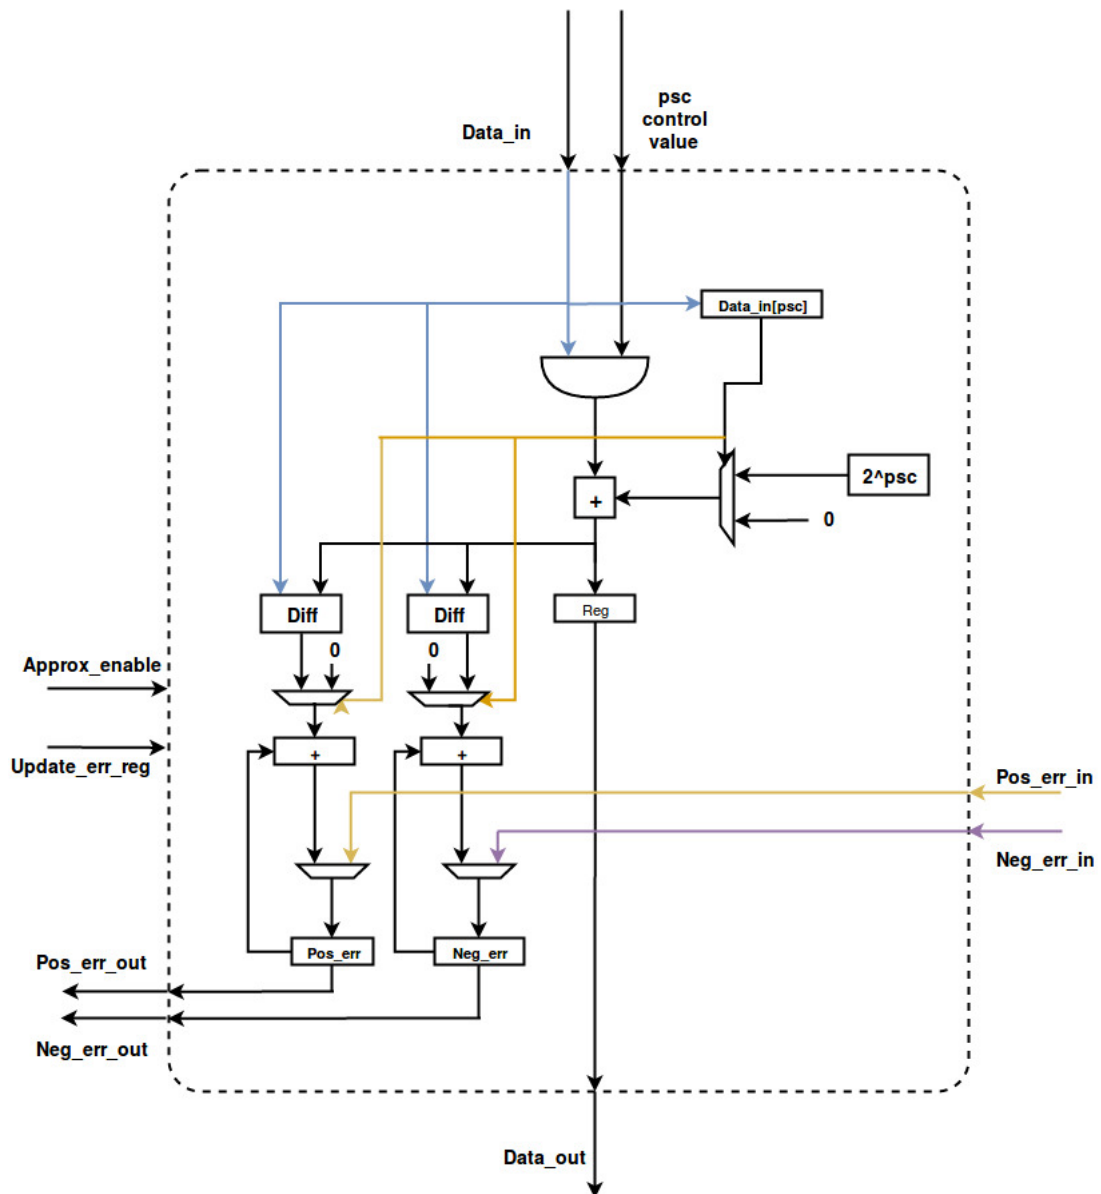 psc
control
value
Data_in
Data_in[psc]
2^psc
+
0
Diff
Diff
Reg
0
0
Approx_enable
+
+
Update_err_reg
Pos_err_in
Neg_err_in
Pos_err
Neg_err
Pos_err_out
Neg_err_out
Data_out